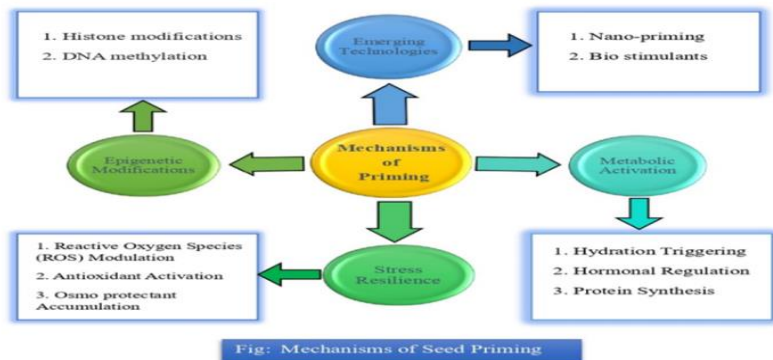 1. Histone modifications
2. DNA methylation
Emerging
Technologies
1. Nano-priming
2. Bio stimulants
Epigenetic
Modifications
Mechanisms
of
Priming
Metabolic
Activation
1. Reactive Oxygen Species
(ROS) Modulation
2. Antioxidant Activation
3. Osmo protectant
Accumulation
Stress
Resilience
1. Hydration Triggering
2. Hormonal Regulation
3. Protein Synthesis
Fig: Mechanisms of Seed Priming